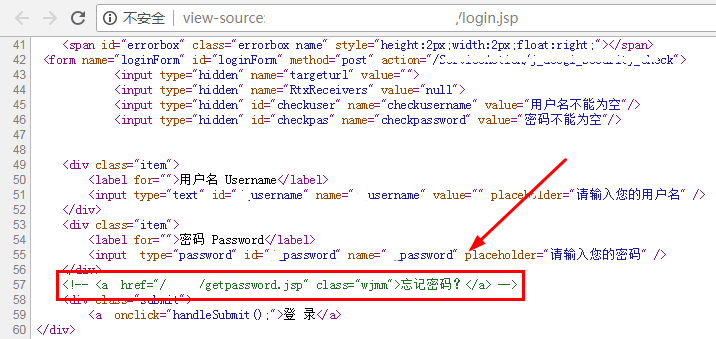 不安全 | view-source: /login.jsp
41 <span id="errorbox" class="errorbox name" style="height:2px;width:2px;float:right;"></span>
42 <form name="loginForm" id="loginForm" method="post" action="/
43 <input type="hidden" name="targeturl" value="">
44 <input type="hidden" name="RtxReceivers" value="null">
45 <input type="hidden" id="checkuser" name="checkusername" value="用户名不能为空"/>
46 <input type="hidden" id="checkpas" name="checkpassword" value="密码不能为空"/>
47
48
49 <div class="item">
50 <label for="">用户名 Username</label>
51 <input type="text" id=" username" name=" username" value="" placeholder="请输入您的用户名" />
52 </div>
53 <div class="item">
54 <label for="">密码 Password</label>
55 <input type="password" id=" _password" name=" _password" placeholder="请输入您的密码" />
56 </div>
57 <!-- <a href="/ /getpassword.jsp" class="wjmm">忘记密码？</a> -->
58 <div class="submit">
59 <a onclick="handleSubmit();">登 录</a>
60 </div>